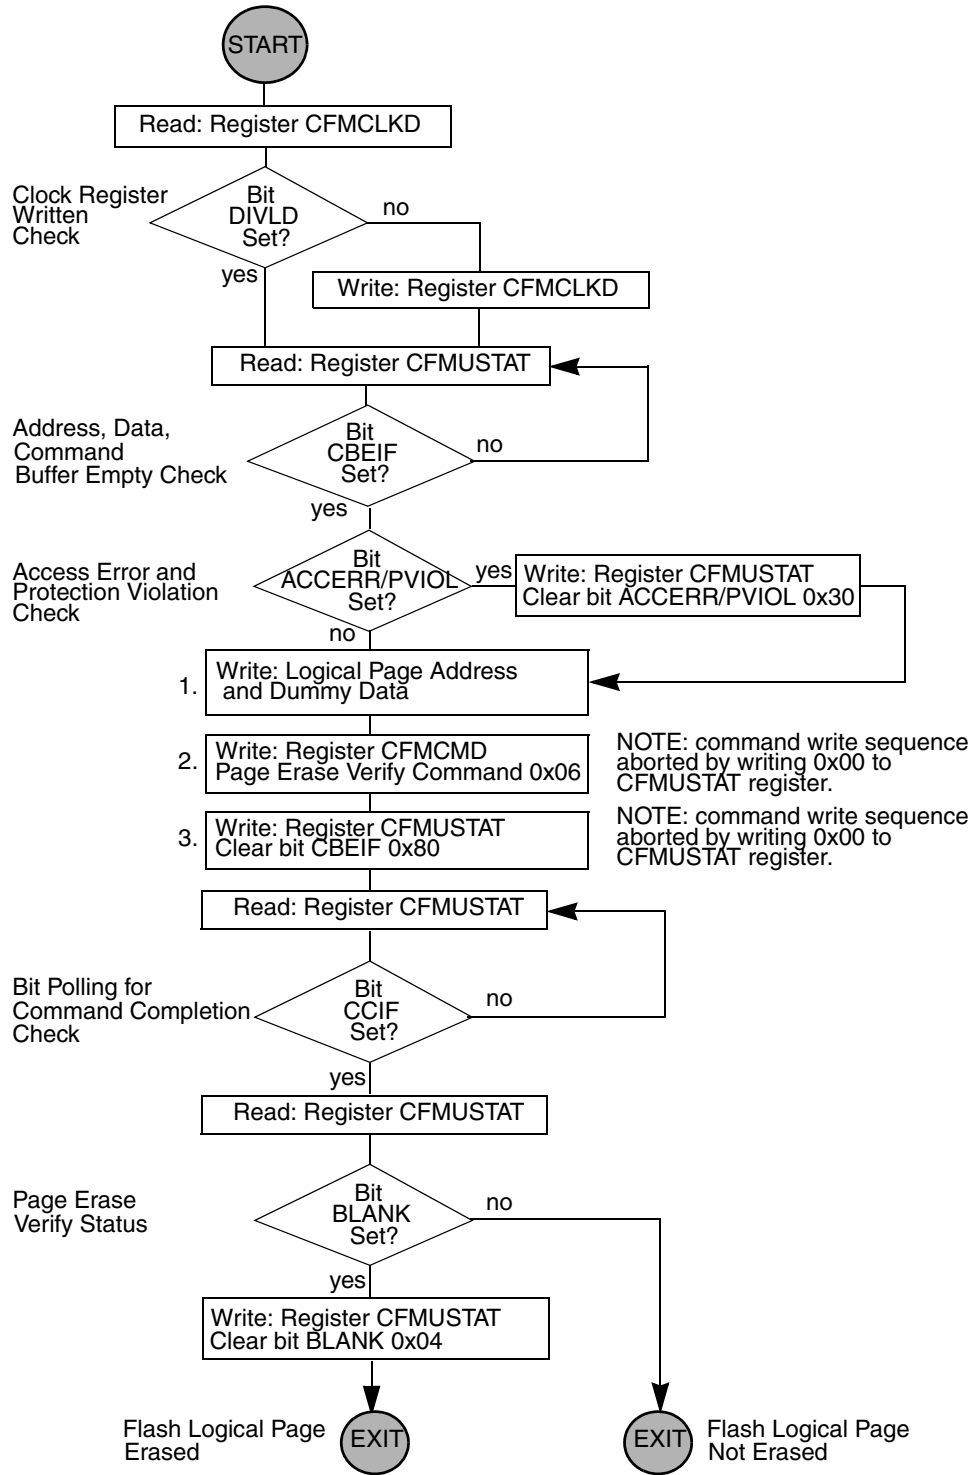 START
Read: Register CFMCLKD
Clock Register
Written
Check
Bit
DIVLD
Set?
no
yes
Write: Register CFMCLKD
Read: Register CFMUSTAT
Address, Data,
Command
Buffer Empty Check
Bit
CBEIF
Set?
no
yes
Access Error and
Protection Violation
Check
Bit
ACCERR/PVIOL
Set?
yes
Write: Register CFMUSTAT
Clear bit ACCERR/PVIOL 0x30
no
1.
Write: Logical Page Address
and Dummy Data
2.
Write: Register CFMCMD
Page Erase Verify Command 0x06
NOTE: command write sequence
aborted by writing 0x00 to
CFMUSTAT register.
3.
Write: Register CFMUSTAT
Clear bit CBEIF 0x80
NOTE: command write sequence
aborted by writing 0x00 to
CFMUSTAT register.
Read: Register CFMUSTAT
Bit Polling for
Command Completion
Check
Bit
CCIF
Set?
no
yes
Read: Register CFMUSTAT
Page Erase
Verify Status
Bit
BLANK
Set?
no
yes
Write: Register CFMUSTAT
Clear bit BLANK 0x04
Flash Logical Page
Erased
EXIT
EXIT
Flash Logical Page
Not Erased